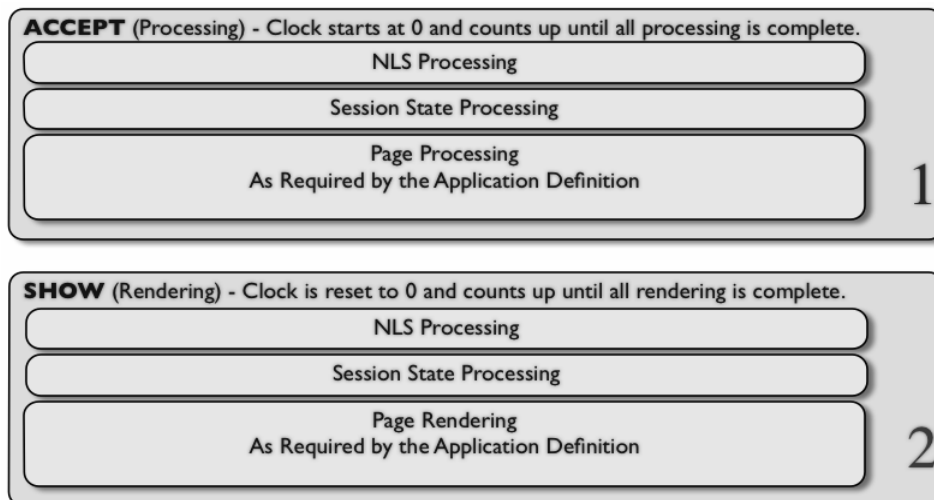 ACCEPT (Processing) - Clock starts at 0 and counts up until all processing is complete.
NLS Processing
Session State Processing
Page Processing
As Required by the Application Definition
1
SHOW (Rendering) - Clock is reset to 0 and counts up until all rendering is complete.
NLS Processing
Session State Processing
Page Rendering
As Required by the Application Definition
2